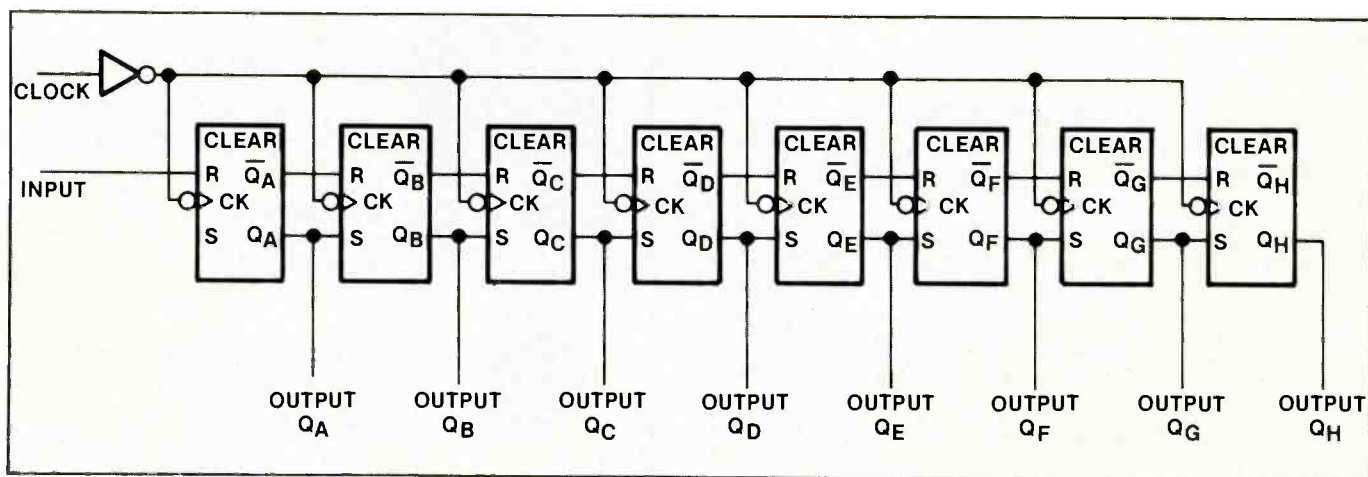 CLOCK
CLEAR CLEAR CLEAR CLEAR CLEAR CLEAR CLEAR CLEAR
INPUT
R Q̅A R Q̅B R Q̅C R Q̅D R Q̅E R Q̅F R Q̅G R Q̅H
CK CK CK CK CK CK CK CK
S QA S QB S QC S QD S QE S QF S QG S QH
OUTPUT OUTPUT OUTPUT OUTPUT OUTPUT OUTPUT OUTPUT OUTPUT
QA QB QC QD QE QF QG QH